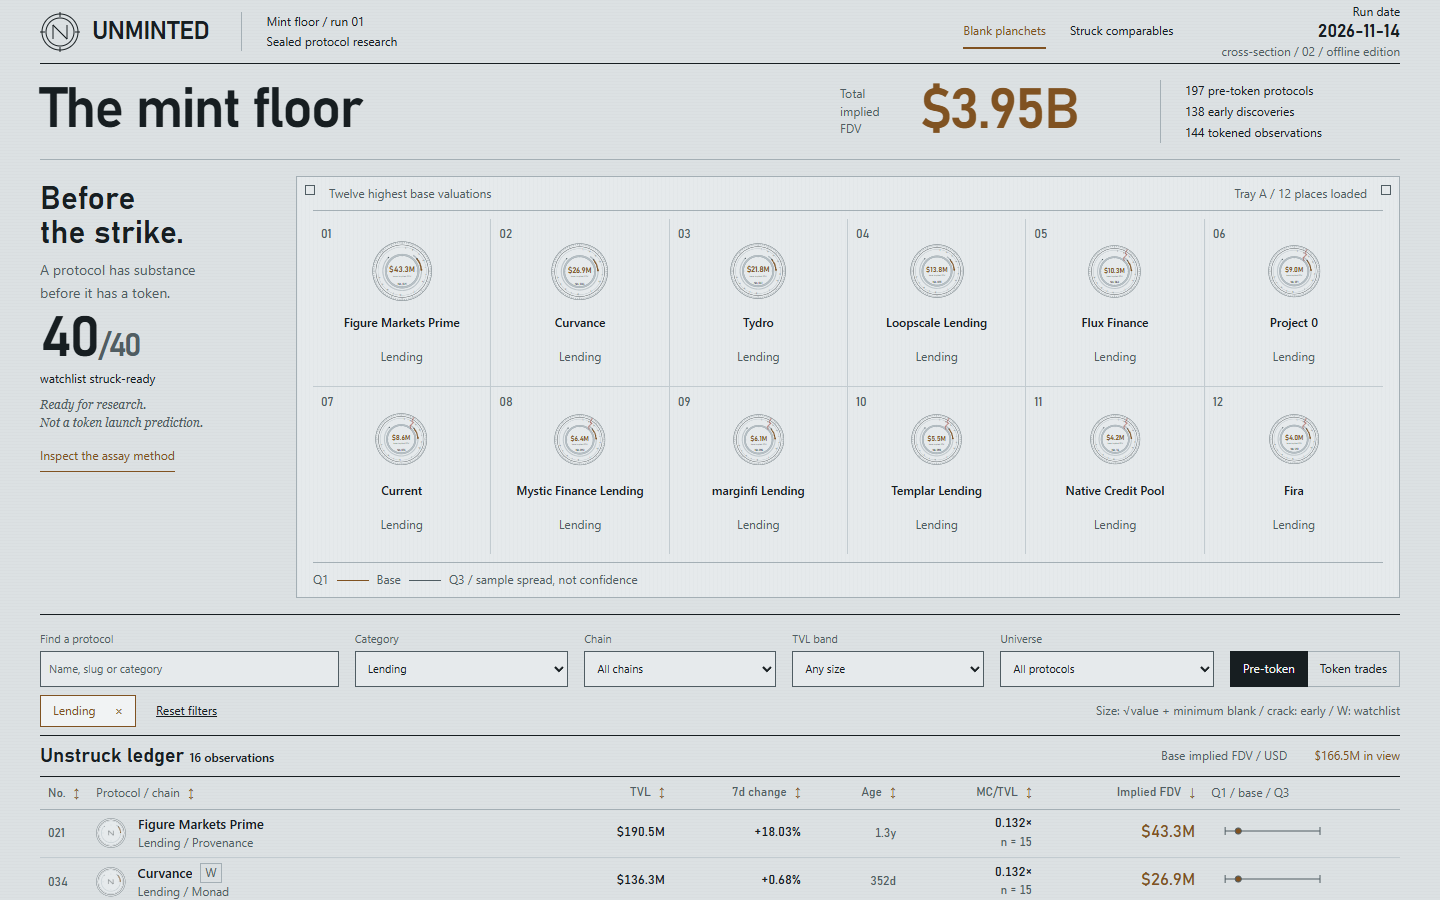 UNMINTED
Mint floor / run 01
Sealed protocol research
Blank planchets
Struck comparables
Run date
2026-11-14
cross-section / 02 / offline edition
The mint floor
Total
implied
FDV
$3.95B
197 pre-token protocols
138 early discoveries
144 tokened observations
Before
the strike.
A protocol has substance
before it has a token.
40/40
watchlist struck-ready
Ready for research.
Not a token launch prediction.
Inspect the assay method
Twelve highest base valuations
Tray A / 12 places loaded
01
$43.3M
Figure Markets Prime
Lending
02
$26.9M
Curvance
Lending
03
$21.8M
Tydro
Lending
04
$13.8M
Loopscale Lending
Lending
05
$10.3M
Flux Finance
Lending
06
$9.0M
Project 0
Lending
07
$8.6M
Current
Lending
08
$6.4M
Mystic Finance Lending
Lending
09
$6.1M
marginfi Lending
Lending
10
$5.5M
Templar Lending
Lending
11
$4.2M
Native Credit Pool
Lending
12
$4.0M
Fira
Lending
Q1 Base Q3 / sample spread, not confidence
Find a protocol
Name, slug or category
Category
Lending
Chain
All chains
TVL band
Any size
Universe
All protocols
Pre-token
Token trades
Lending ×
Reset filters
Size: √value + minimum blank / crack: early / W: watchlist
Unstruck ledger 16 observations
Base implied FDV / USD
$166.5M in view
No. ↕ Protocol / chain ↕ TVL ↕ 7d change ↕ Age ↕ MC/TVL ↕ Implied FDV ↓ Q1 / base / Q3
021 N Figure Markets Prime $190.5M +18.03% 1.3y 0.132× $43.3M
Lending / Provenance n = 15
034 N Curvance W $136.3M +0.68% 352d 0.132× $26.9M
Lending / Monad n = 15